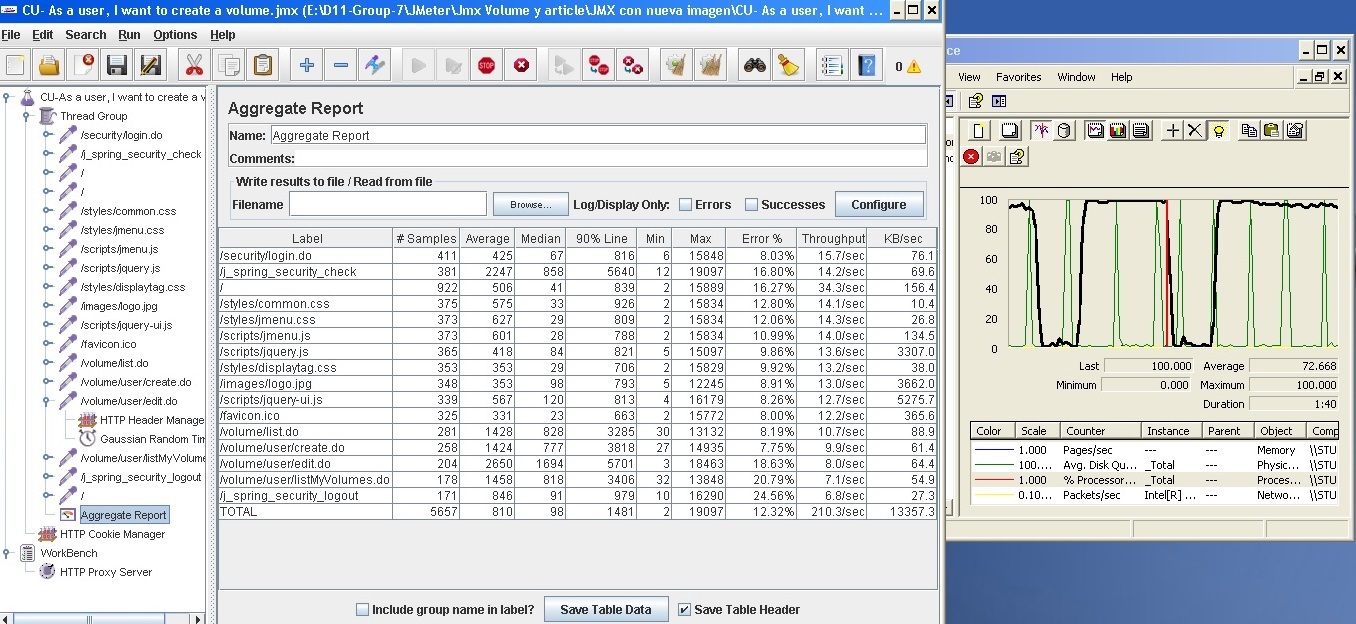 CU- As a user, I want to create a volume.jmx (E:\D11-Group-7\JMeter\Jmx Volume y article\JMX con nueva imagen\CU- As a user, I want ...
File Edit Search Run Options Help
0
CU-As a user, I want to create a v
Thread Group
/security/login.do
/j_spring_security_check
/
/
/styles/common.css
/styles/jmenu.css
/scripts/jmenu.js
/scripts/jquery.js
/styles/displaytag.css
/images/logo.jpg
/scripts/jquery-ui.js
/favicon.ico
/volume/list.do
/volume/user/create.do
/volume/user/edit.do
HTTP Header Manage
Gaussian Random Tim
/volume/user/listMyVolume
/j_spring_security_logout
/
Aggregate Report
HTTP Cookie Manager
WorkBench
HTTP Proxy Server
Aggregate Report
Name: Aggregate Report
Comments:
Write results to file / Read from file
Filename Browse... Log/Display Only: Errors Successes Configure
Label # Samples Average Median 90% Line Min Max Error % Throughput KB/sec
/security/login.do 411 425 67 816 6 15848 8.03% 15.7/sec 76.1
/j_spring_security_check 381 2247 858 5640 12 19097 16.80% 14.2/sec 69.6
/ 922 506 41 839 2 15889 16.27% 34.3/sec 156.4
/styles/common.css 375 575 33 926 2 15834 12.80% 14.1/sec 10.4
/styles/jmenu.css 373 627 29 809 2 15834 12.06% 14.3/sec 26.8
/scripts/jmenu.js 373 601 28 788 2 15834 10.99% 14.0/sec 134.5
/scripts/jquery.js 365 418 84 821 5 15097 9.86% 13.6/sec 3307.0
/styles/displaytag.css 353 353 29 706 2 15829 9.92% 13.2/sec 38.0
/images/logo.jpg 348 353 98 793 5 12245 8.91% 13.0/sec 3662.0
/scripts/jquery-ui.js 339 567 120 813 4 16179 8.26% 12.7/sec 5275.7
/favicon.ico 325 331 23 663 2 15772 8.00% 12.2/sec 365.6
/volume/list.do 281 1428 828 3285 30 13132 8.19% 10.7/sec 88.9
/volume/user/create.do 258 1424 777 3818 27 14935 7.75% 9.9/sec 61.4
/volume/user/edit.do 204 2650 1694 5701 3 18463 18.63% 8.0/sec 64.4
/volume/user/listMyVolumes.do 178 1458 818 3406 32 13848 20.79% 7.1/sec 54.9
/j_spring_security_logout 171 846 91 979 10 16290 24.56% 6.8/sec 27.3
TOTAL 5657 810 98 1481 2 19097 12.32% 210.3/sec 13357.3
Include group name in label? Save Table Data Save Table Header
ce
View Favorites Window Help
100
80
60
40
20
0
Last 100.000 Average 72.668
Minimum 0.000 Maximum 100.000
Duration 1:40
Color Scale Counter Instance Parent Object Comp
1.000 Pages/sec --- --- Memory \\STU
100.... Avg. Disk Qu... _Total --- Physic... \\STU
1.000 % Processor... _Total --- Proces... \\STU
0.10... Packets/sec Intel[R] ... --- Netwo... \\STU